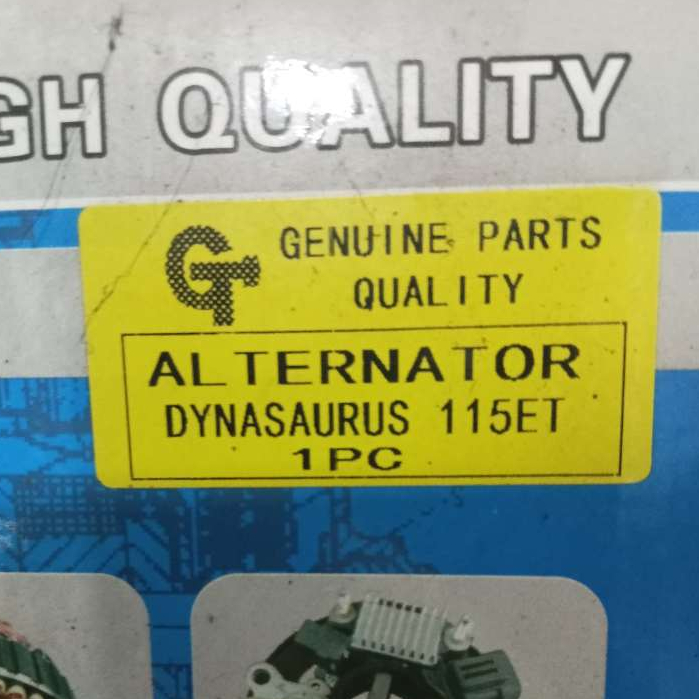 GH QUALITY
GT
GENUINE PARTS
QUALITY
ALTERNATOR
DYNASAURUS 115ET
1PC